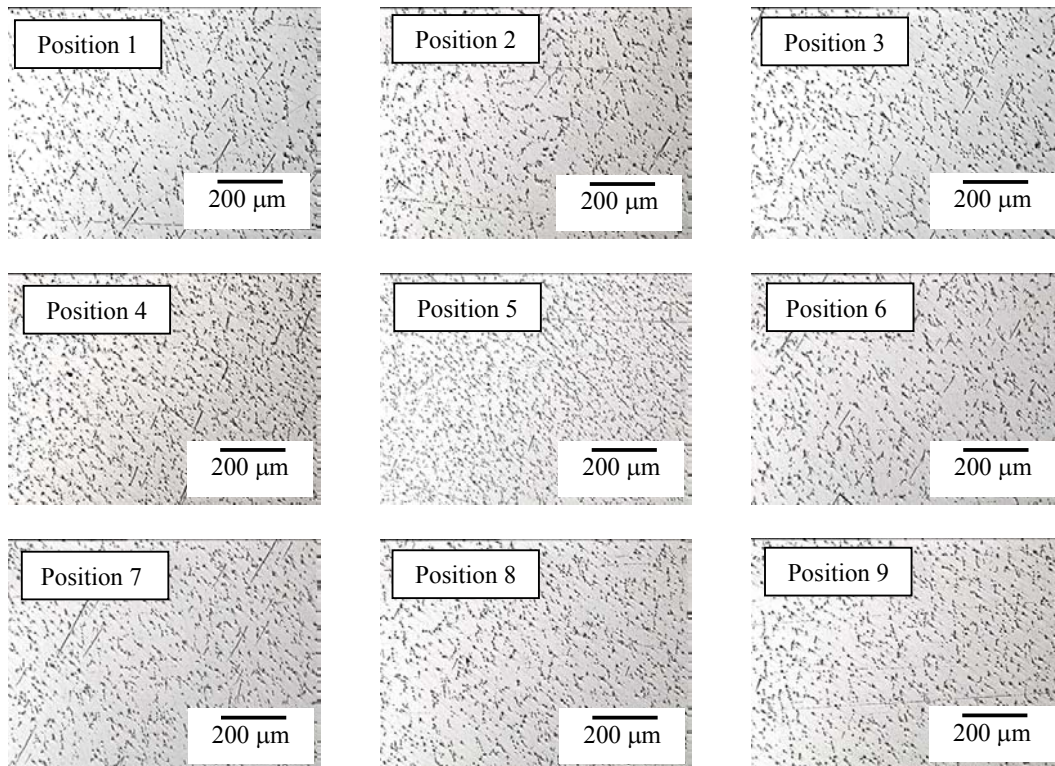 Position 1
200 μm
Position 2
200 μm
Position 3
200 μm
Position 4
200 μm
Position 5
200 μm
Position 6
200 μm
Position 7
200 μm
Position 8
200 μm
Position 9
200 μm